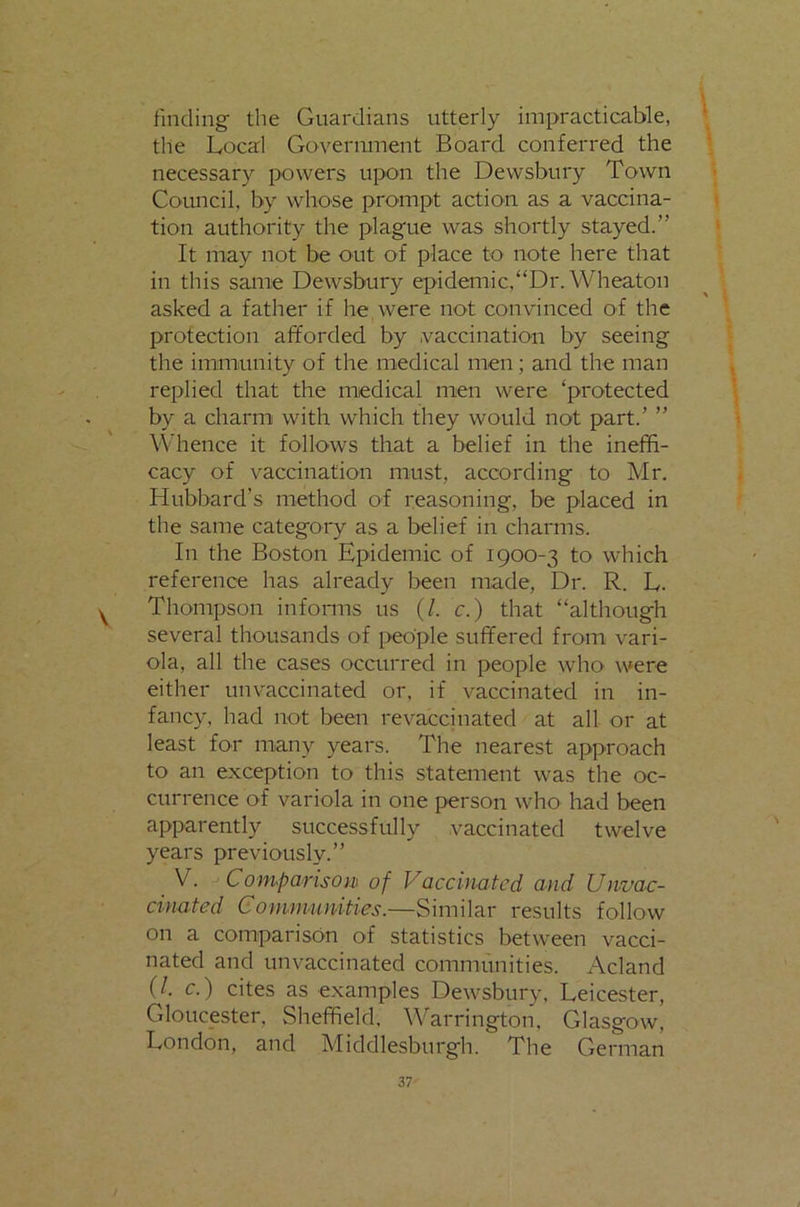 finding the Guardians utterly impracticable,
the Local Government Board conferred the
necessary powers upon the Dewsbury Town
Council, by whose prompt action as a vaccina-
tion authority the plague was shortly stayed.”
It may not be out of place to note here that
in this same Dewsbury epidemic,“Dr. Wheaton
asked a father if he were not convinced of the
protection afforded by vaccination by seeing
the immunity of the medical men; and the man
replied that the medical men were ‘protected
by a charm with which they would not part.’ ”
Whence it follows that a belief in the ineffi-
cacy of vaccination must, according to Mr.
Hubbard’s method of reasoning, be placed in
the same category as a belief in charms.
In the Boston Epidemic of 1900-3 to which
reference has already been made, Dr. R. L.
Thompson informs us (l. c.) that “although
several thousands of people suffered from vari-
ola, all the cases occurred in people who were
either unvaccinated or, if vaccinated in in-
fancy, had not been revaccinated at all or at
least for many years. The nearest approach
to an exception to this statement was the oc-
currence of variola in one person who had been
apparently successfully vaccinated twelve
years previously.”
V. Comparison of Vaccinated and Unvac-
cinated Communities.—Similar results follow
on a comparison of statistics between vacci-
nated and unvaccinated communities. Acland
(l. c.) cites as examples Dewsbury, Leicester,
Gloucester, Sheffield, Warrington, Glasgow,
London, and Middlesburgh. The German
37